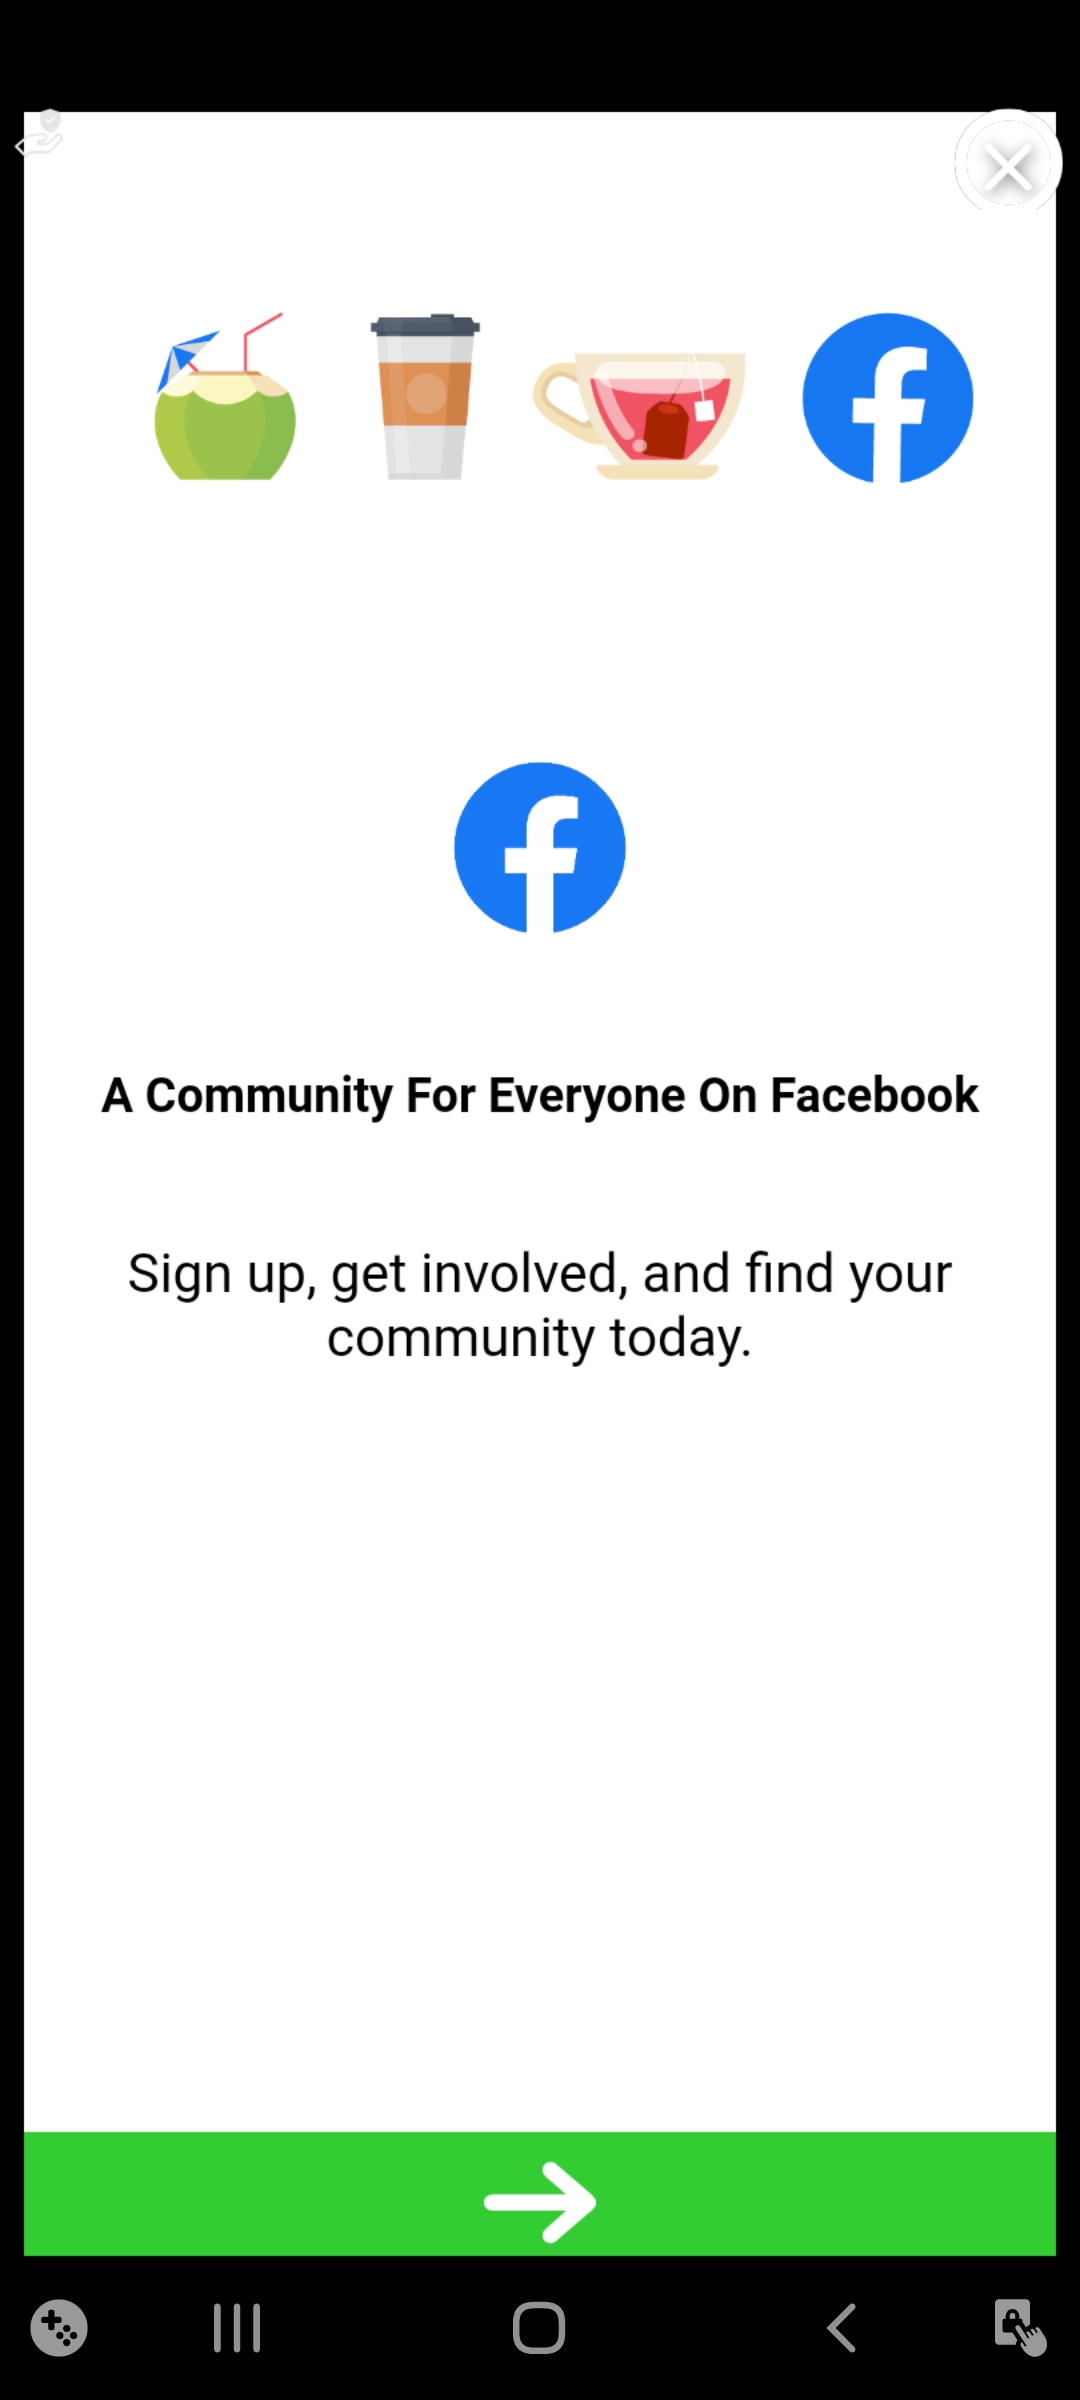 A Community For Everyone On Facebook
Sign up, get involved, and find your
community today.